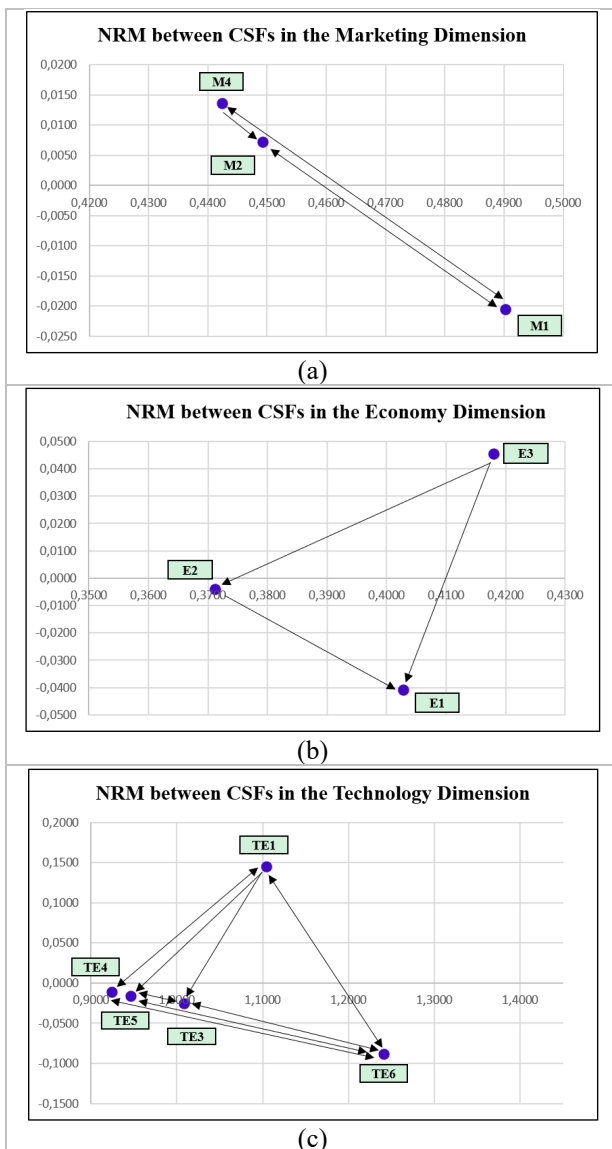 NRM between CSFs in the Marketing Dimension
0,0200
M4
0,0150
0,0100
0,0050
M2
0,0000
0,4200 0,4300 0,4400 0,4500 0,4600 0,4700 0,4800 0,4900 0,5000
-0,0050
-0,0100
-0,0150
-0,0200
M1
-0,0250
(a)
NRM between CSFs in the Economy Dimension
0,0500
E3
0,0400
0,0300
0,0200
0,0100
E2
0,0000
0,3500 0,3600 0,3700 0,3800 0,3900 0,4000 0,4100 0,4200 0,4300
-0,0100
-0,0200
-0,0300
-0,0400
E1
-0,0500
(b)
NRM between CSFs in the Technology Dimension
0,2000
TE1
0,1500
0,1000
0,0500
TE4
0,0000
0,9000 1,0000 1,1000 1,2000 1,3000 1,4000
-0,0500
TE5
TE3
TE6
-0,1000
-0,1500
(c)